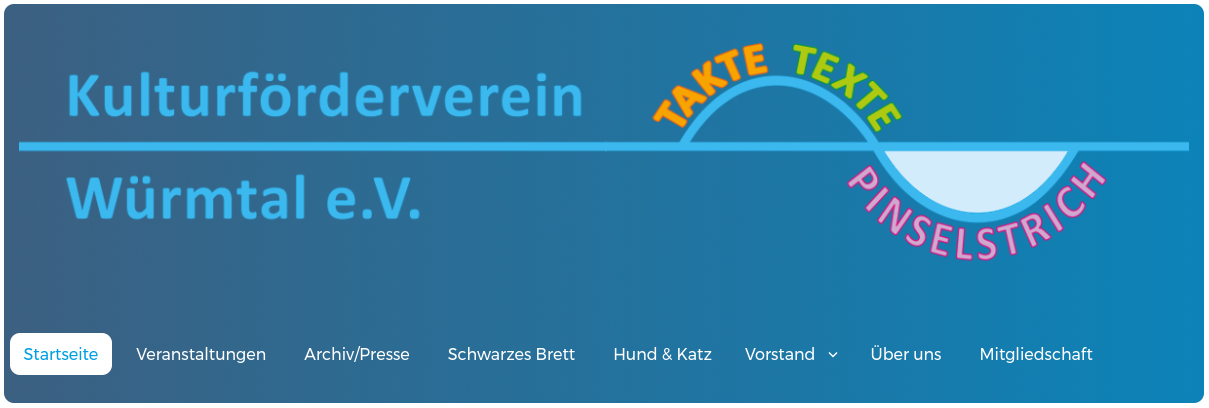 Kulturförderverein
TAKTE TEXTE
Würmtal e.V.
PINSELSTRICH
Startseite Veranstaltungen Archiv/Presse Schwarzes Brett Hund & Katz Vorstand Über uns Mitgliedschaft